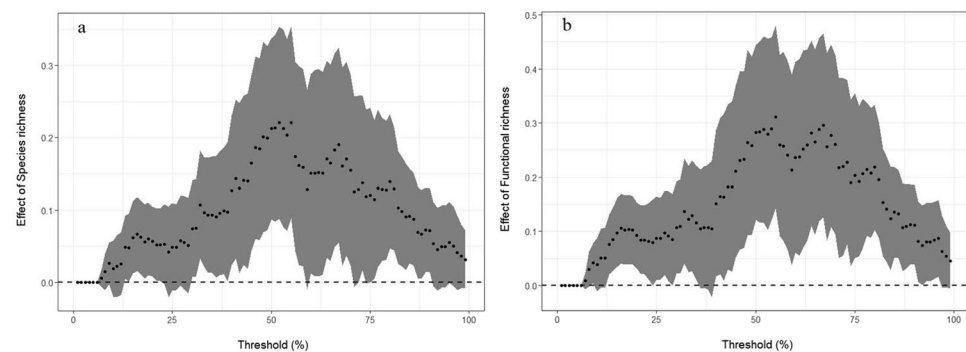 a
Effect of Species richness
0.3
0.2
0.1
0.0
0 25 50 75 100
Threshold (%)
b
Effect of Functional richness
0.5
0.4
0.3
0.2
0.1
0.0
0 25 50 75 100
Threshold (%)